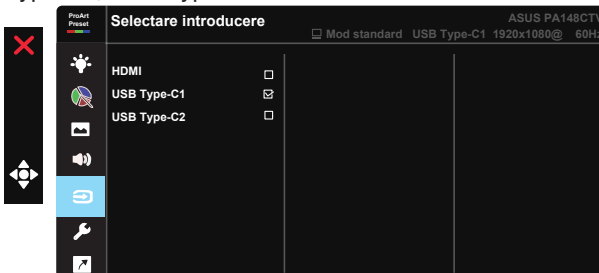 ProArt
Preset
Selectare introducere
ASUS PA148CTV
Mod standard USB Type-C1 1920x1080@ 60Hz
HDMI
USB Type-C1
USB Type-C2